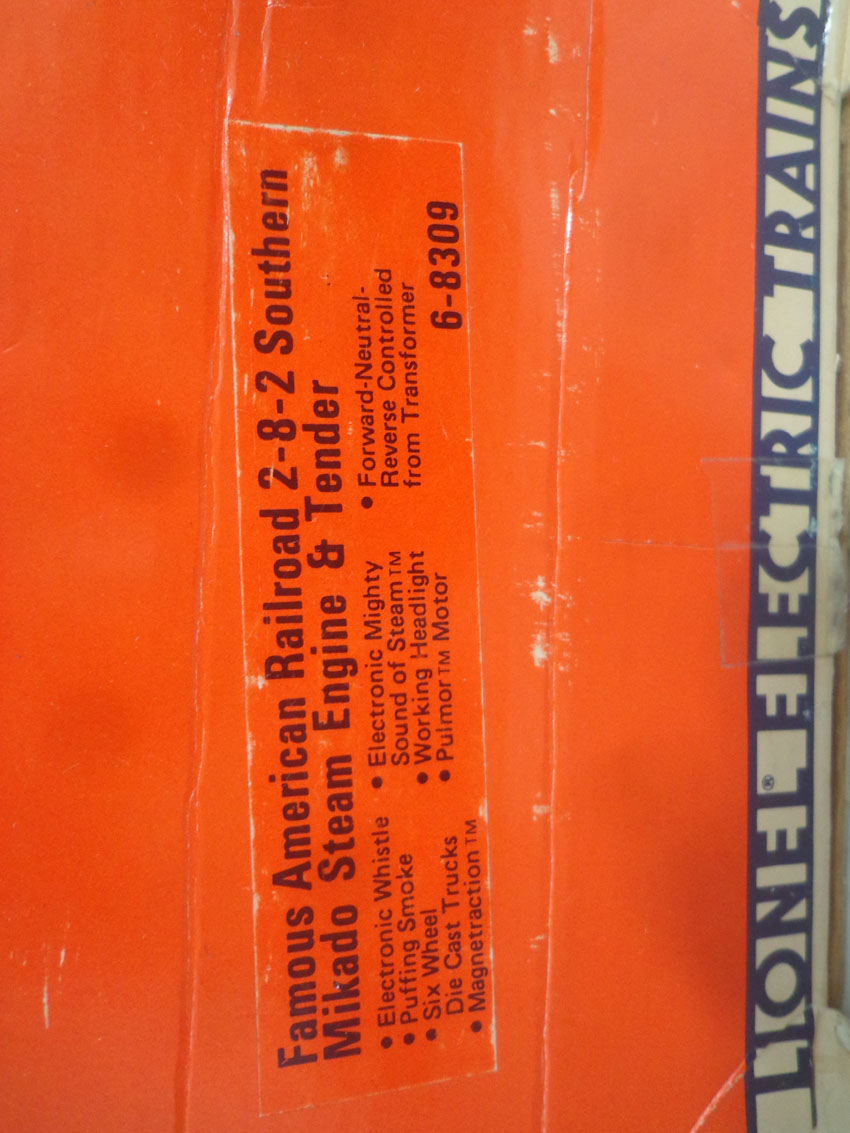 Famous American Railroad 2-8-2 Southern
Mikado Steam Engine & Tender
• Electronic Whistle
• Puffing Smoke
• Six Wheel
Die Cast Trucks
• Magnetraction™
• Electronic Mighty
Sound of Steam™
• Working Headlight
• Pulmor™ Motor
• Forward-Neutral-
Reverse Controlled
from Transformer
6-8309
LIONEL® ELECTRIC TRAINS